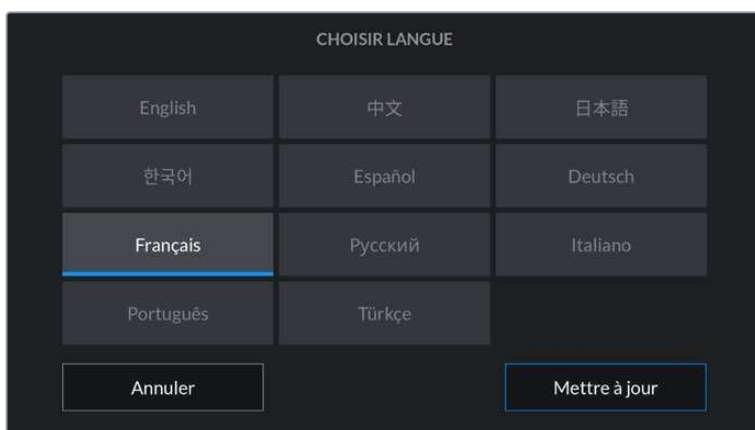 CHOISIR LANGUE
English 中文 日本語
한국어 Español Deutsch
Français Русский Italiano
Português Türkçe
Annuler Mettre à jour